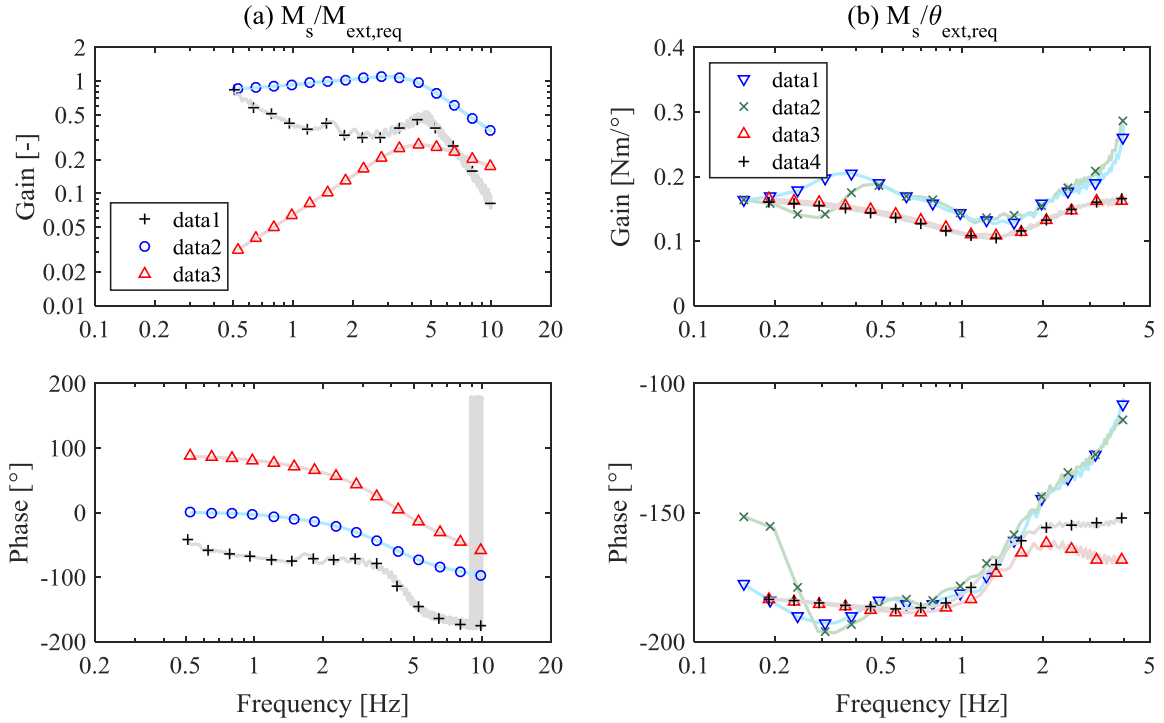 (a) M_s/M_ext,req
(b) M_s/θ_ext,req
Gain [-]
2
1
0.5
0.2
0.1
0.05
0.02
0.01
data1
data2
data3
0.1 0.2 0.5 1 2 5 10 20
Gain [Nm/°]
0.4
0.3
0.2
0.1
0
data1
data2
data3
data4
0.1 0.2 0.5 1 2 5
Phase [°]
200
100
0
-100
-200
0.2 0.5 1 2 5 10 20
Frequency [Hz]
Phase [°]
-100
-150
-200
0.1 0.2 0.5 1 2 5
Frequency [Hz]